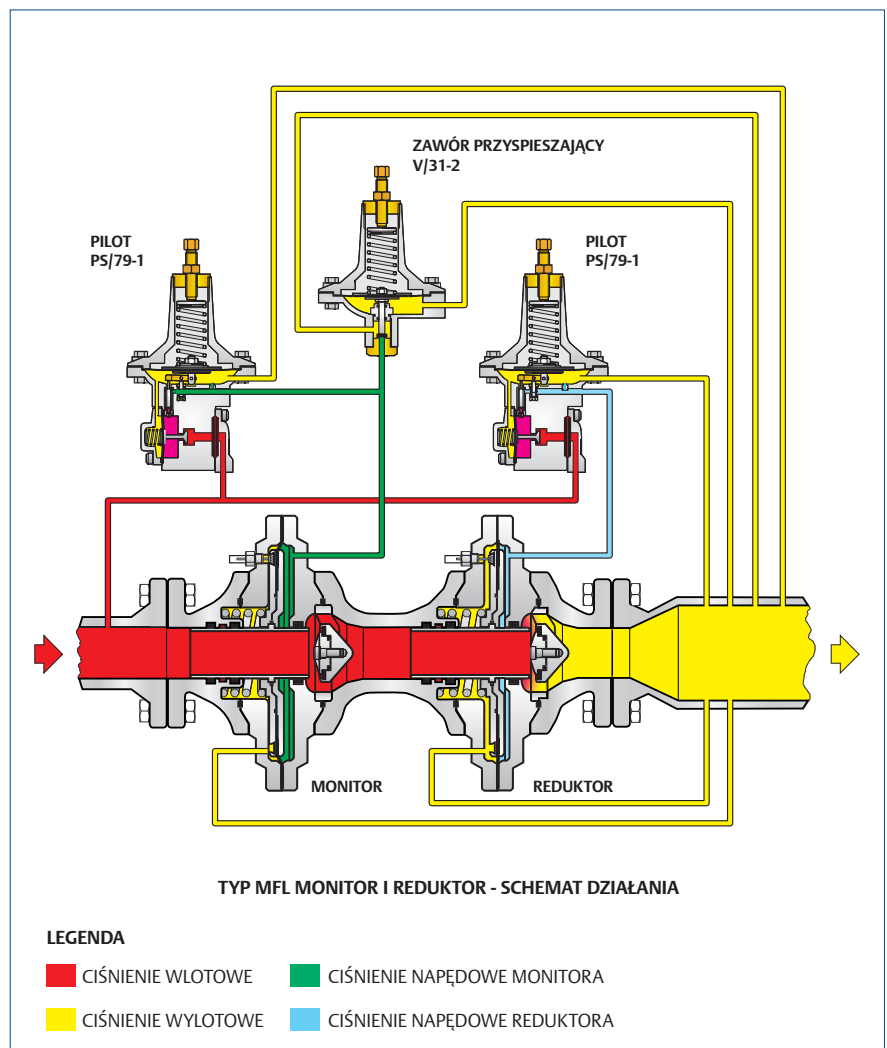 ZAWÓR PRZYSPIESZAJĄCY
V/31-2
PILOT
PS/79-1
PILOT
PS/79-1
MONITOR
REDUKTOR
TYP MFL MONITOR I REDUKTOR - SCHEMAT DZIAŁANIA
LEGENDA
CIŚNIENIE WLOTOWE
CIŚNIENIE NAPĘDOWE MONITORA
CIŚNIENIE WYLOTOWE
CIŚNIENIE NAPĘDOWE REDUKTORA